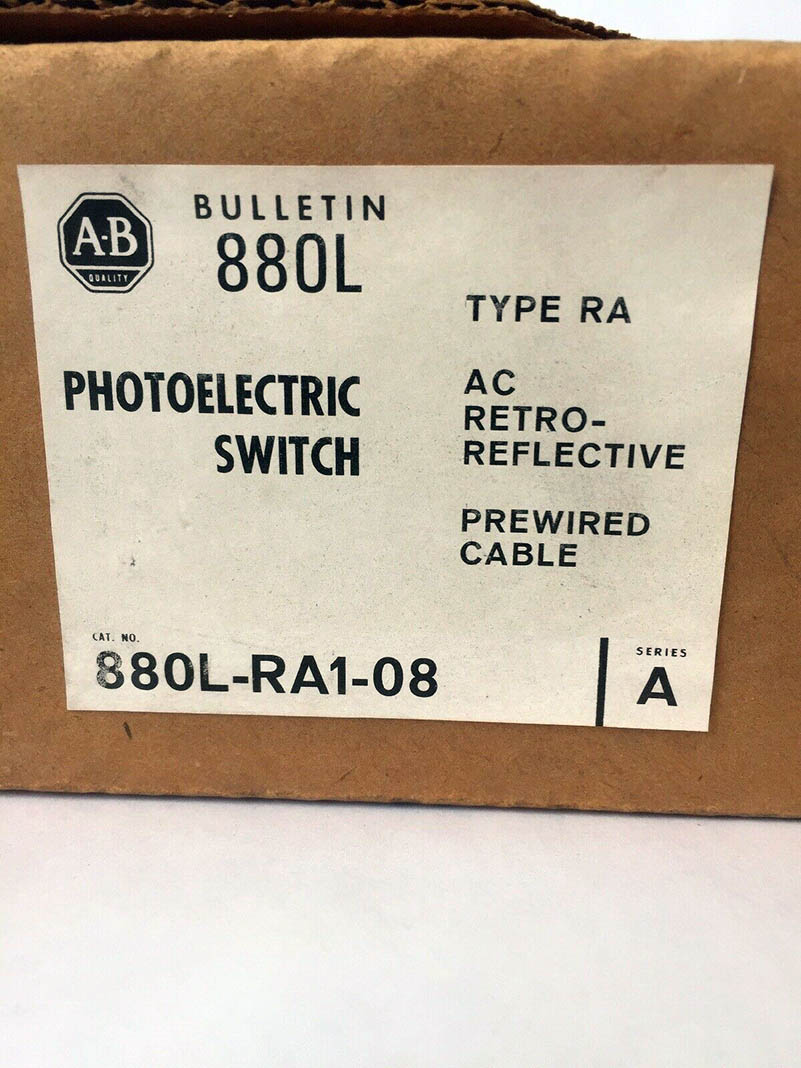 A·B
QUALITY
BULLETIN
880L
PHOTOELECTRIC
SWITCH
TYPE RA
AC
RETRO-
REFLECTIVE
PREWIRED
CABLE
CAT. NO.
880L-RA1-08
SERIES
A